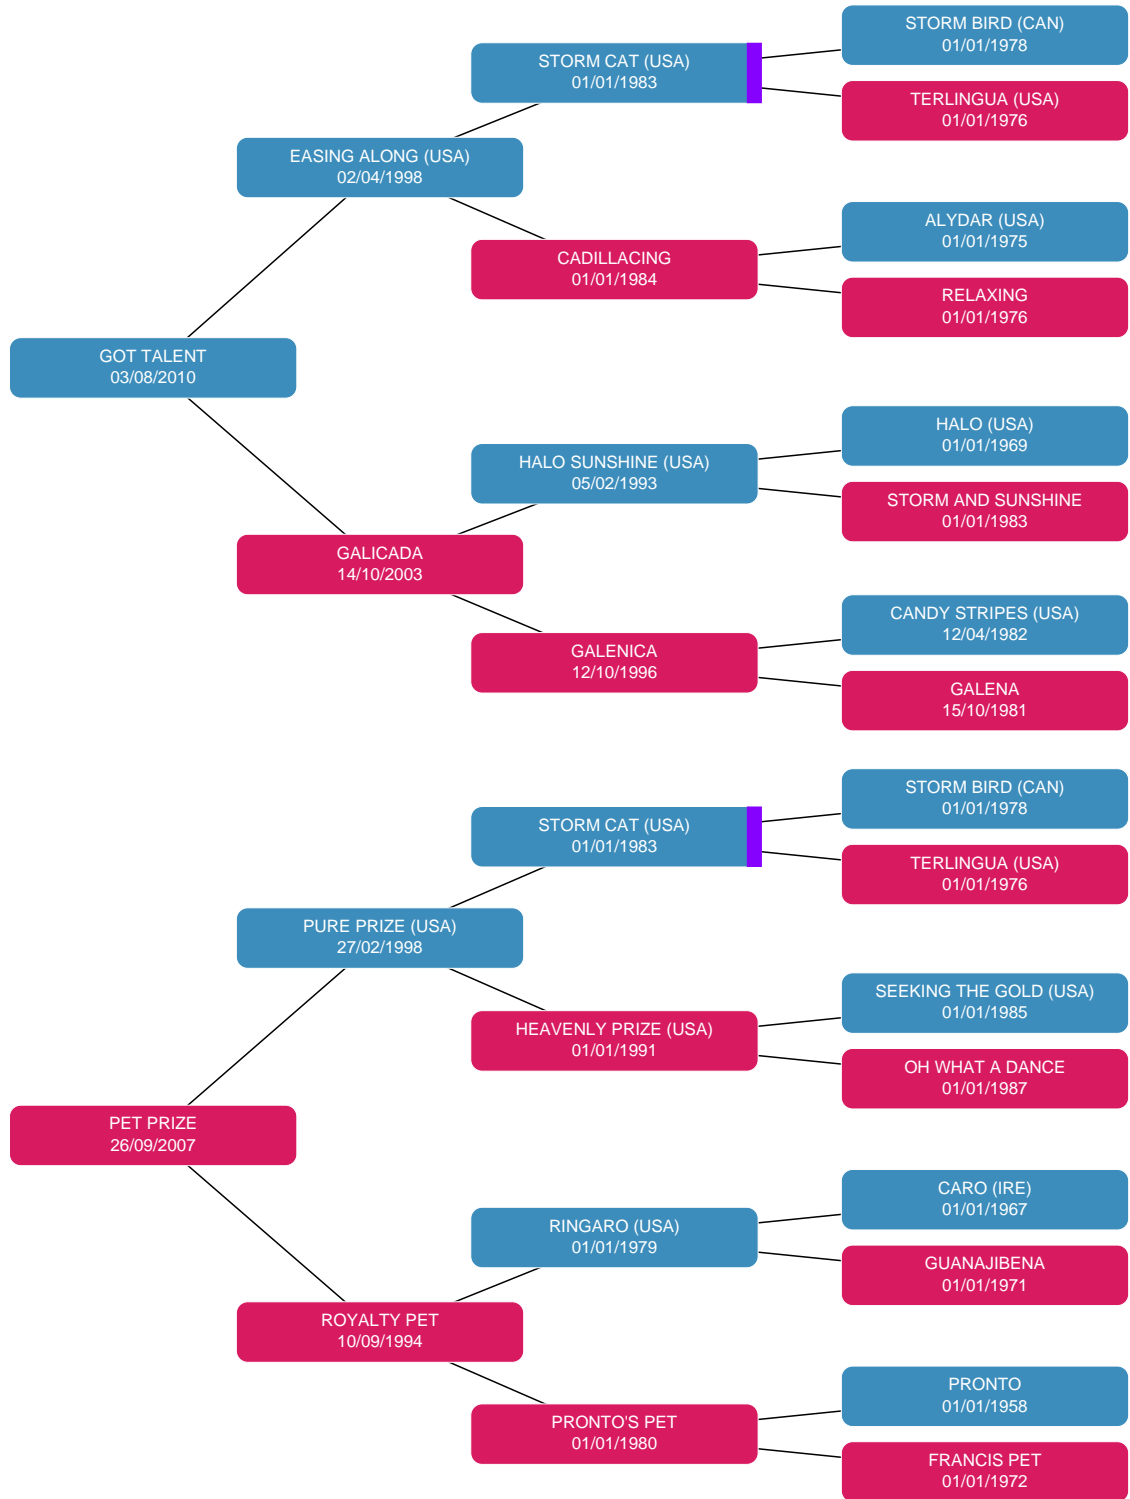 STORM BIRD (CAN)
01/01/1978
STORM CAT (USA)
01/01/1983
TERLINGUA (USA)
01/01/1976
EASING ALONG (USA)
02/04/1998
ALYDAR (USA)
01/01/1975
CADILLACING
01/01/1984
RELAXING
01/01/1976
GOT TALENT
03/08/2010
HALO (USA)
01/01/1969
HALO SUNSHINE (USA)
05/02/1993
STORM AND SUNSHINE
01/01/1983
GALICADA
14/10/2003
CANDY STRIPES (USA)
12/04/1982
GALENICA
12/10/1996
GALENA
15/10/1981
STORM BIRD (CAN)
01/01/1978
STORM CAT (USA)
01/01/1983
TERLINGUA (USA)
01/01/1976
PURE PRIZE (USA)
27/02/1998
SEEKING THE GOLD (USA)
01/01/1985
HEAVENLY PRIZE (USA)
01/01/1991
OH WHAT A DANCE
01/01/1987
PET PRIZE
26/09/2007
CARO (IRE)
01/01/1967
RINGARO (USA)
01/01/1979
GUANAJIBENA
01/01/1971
ROYALTY PET
10/09/1994
PRONTO
01/01/1958
PRONTO'S PET
01/01/1980
FRANCIS PET
01/01/1972